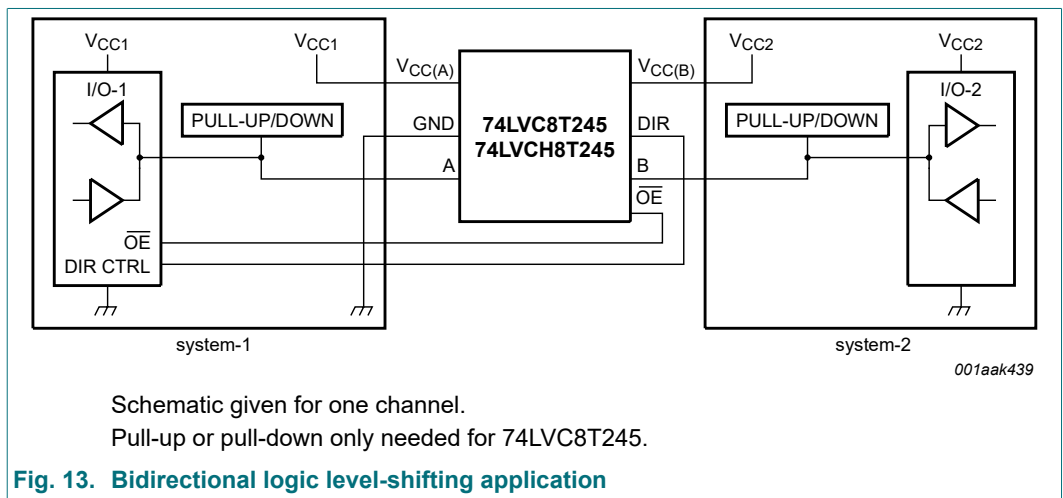 VCC1
VCC1
VCC2
VCC2
VCC(A)
VCC(B)
I/O-1
I/O-2
PULL-UP/DOWN
GND
74LVC8T245
74LVCH8T245
DIR
PULL-UP/DOWN
A
B
OE
OE
DIR CTRL
system-1
system-2
001aak439
Schematic given for one channel.
Pull-up or pull-down only needed for 74LVC8T245.
Fig. 13. Bidirectional logic level-shifting application